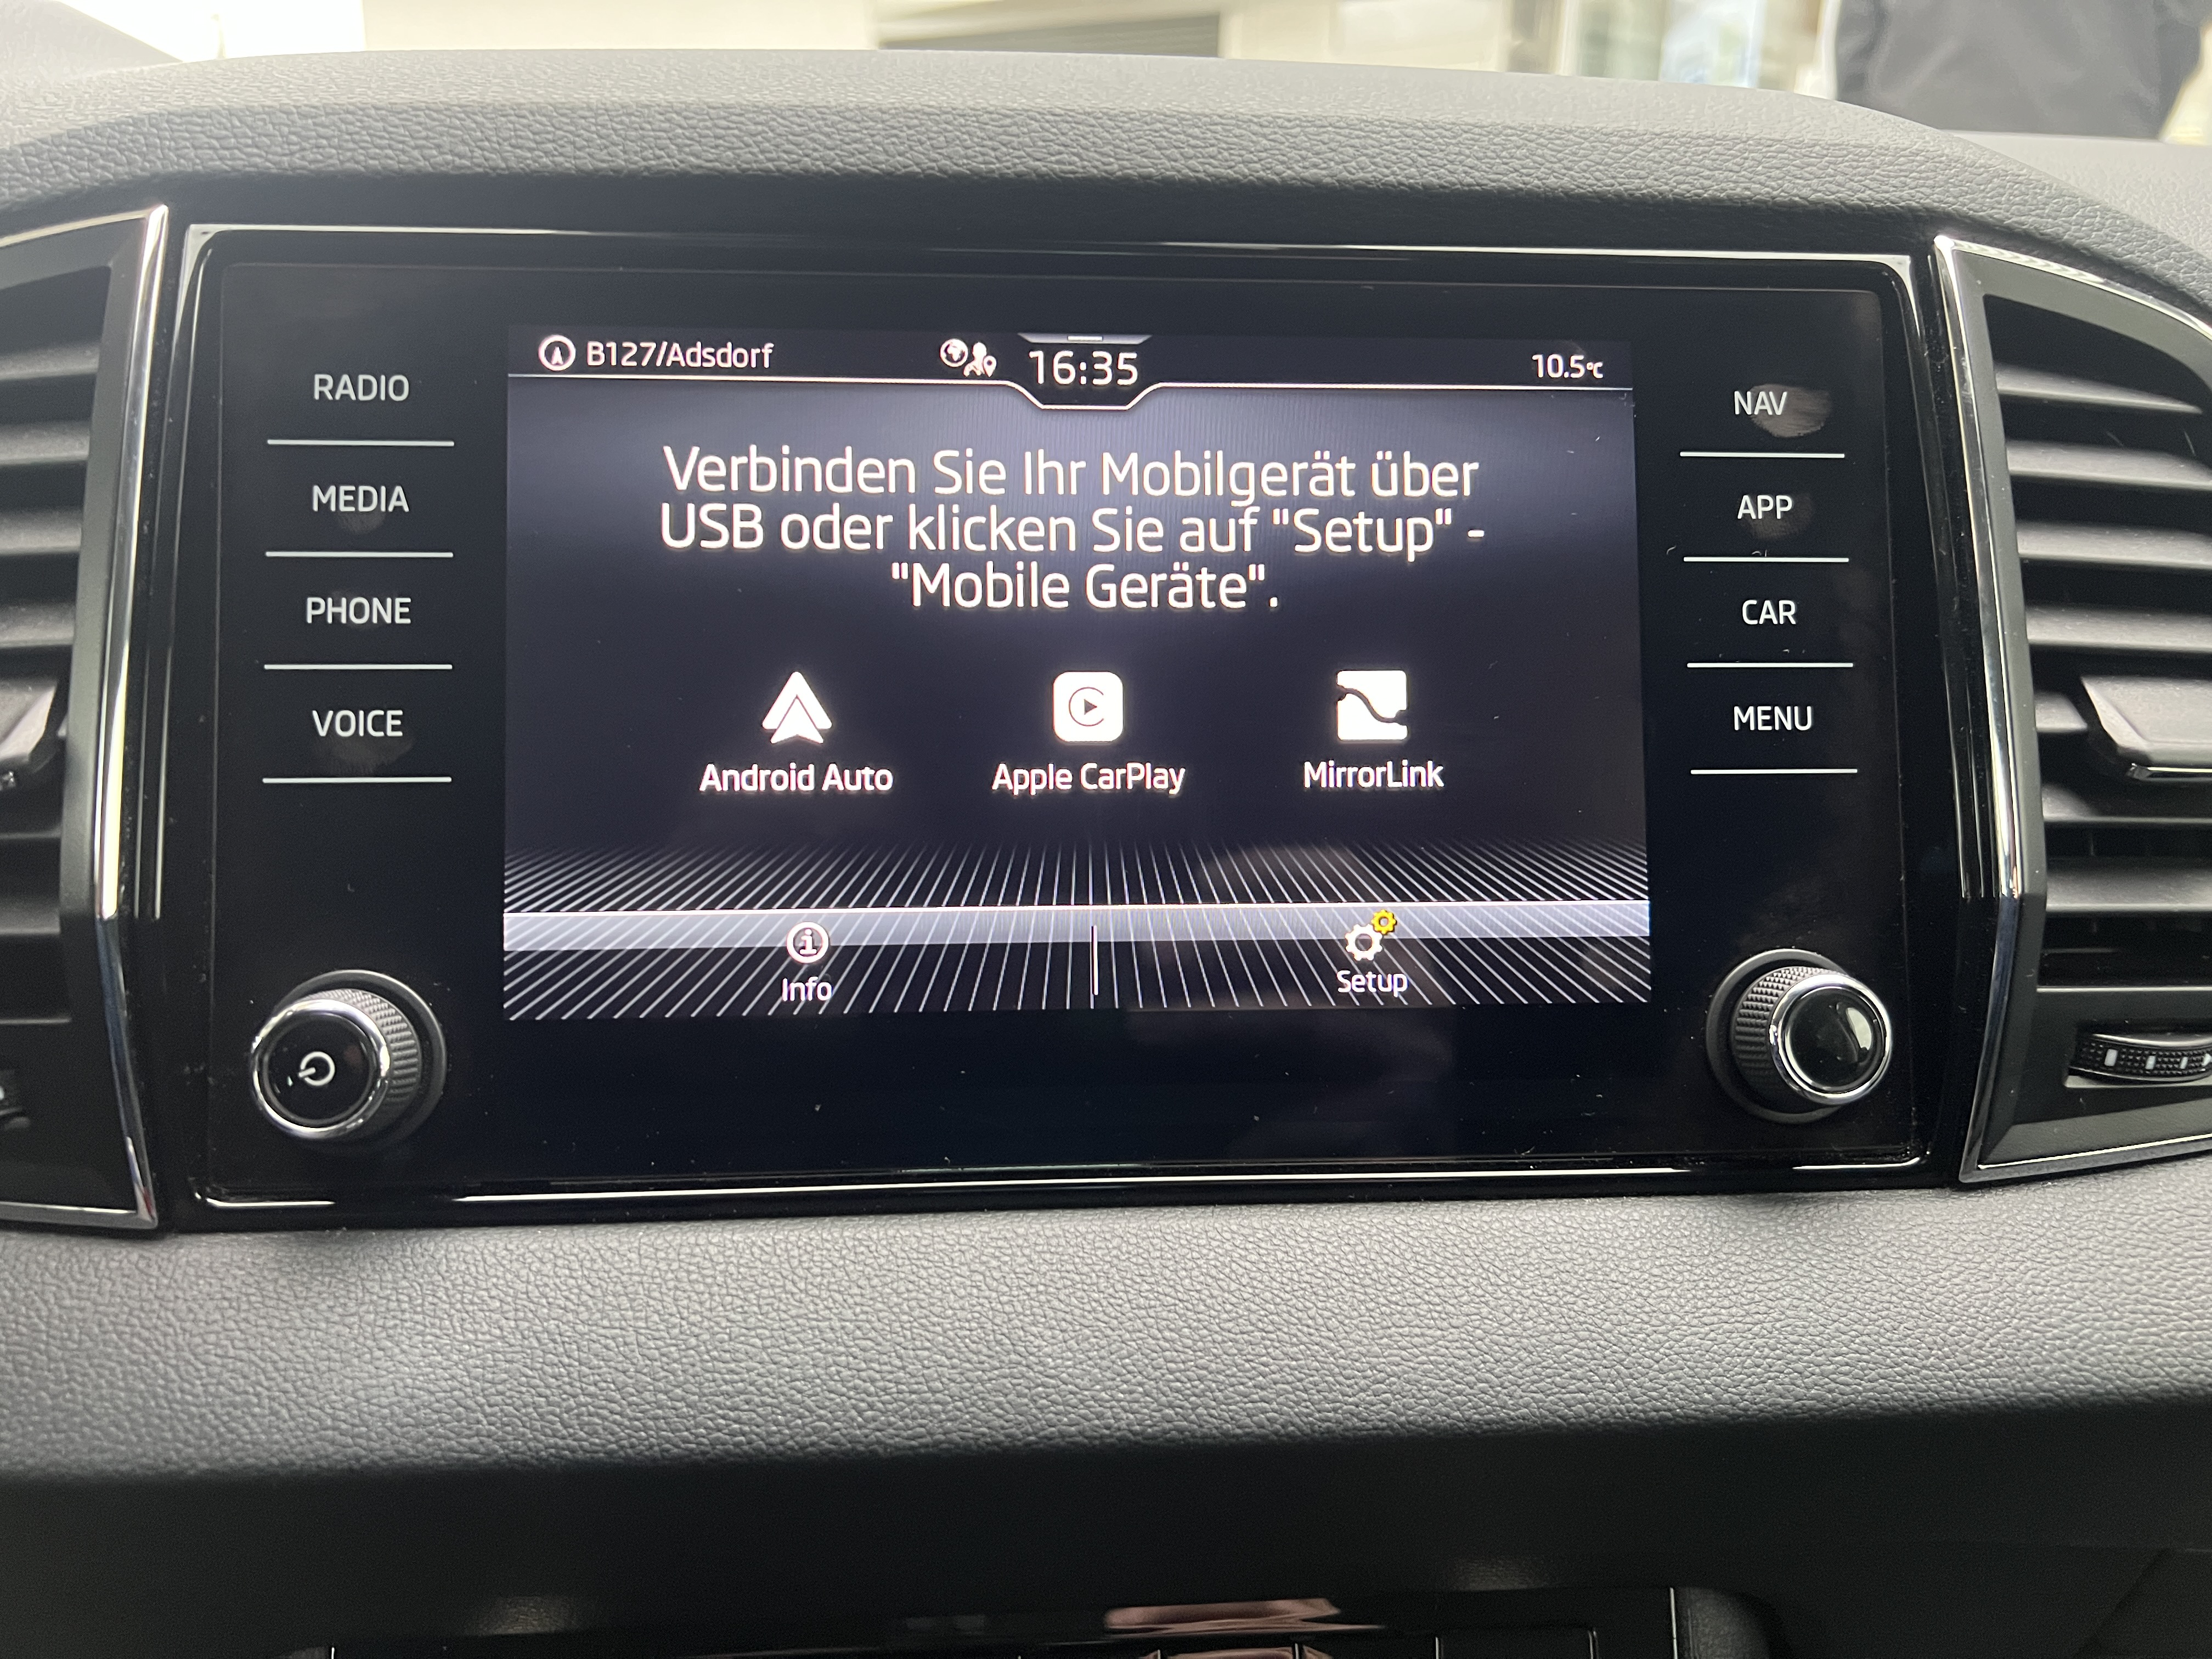 B127/Adsdorf
16:35
10.5°C
RADIO
MEDIA
PHONE
VOICE
Verbinden Sie Ihr Mobilgerät über
USB oder klicken Sie auf "Setup" -
"Mobile Geräte".
Android Auto
Apple CarPlay
MirrorLink
Info
Setup
NAV
APP
CAR
MENU